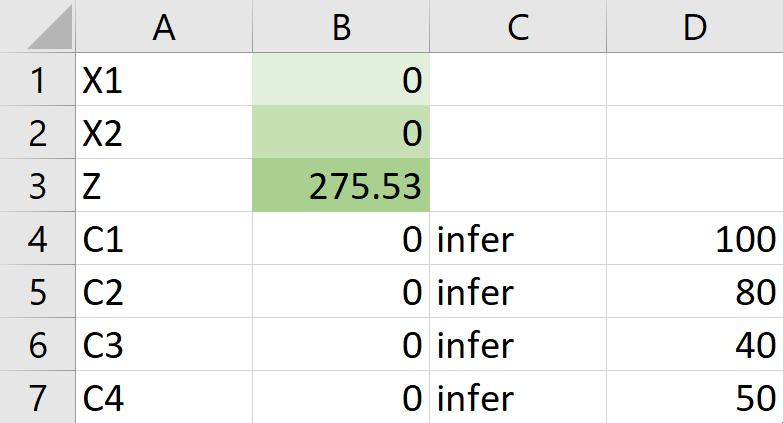 A B C D
1 X1 0
2 X2 0
3 Z 275.53
4 C1 0 infer 100
5 C2 0 infer 80
6 C3 0 infer 40
7 C4 0 infer 50